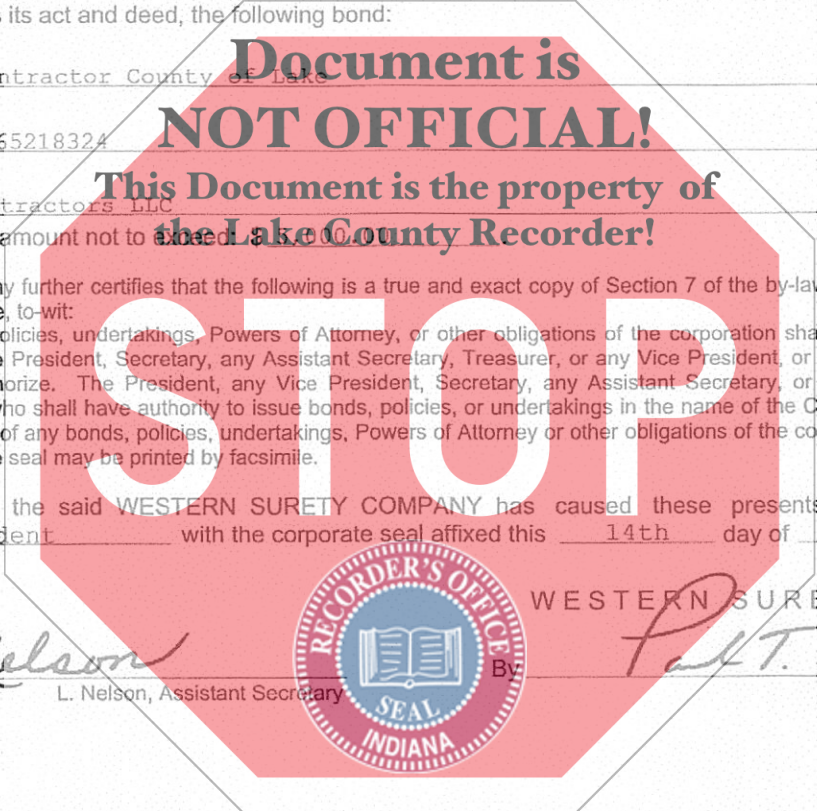 its act and deed, the following bond:
ntractor County of Lake
Document is
NOT OFFICIAL!
65218324
This Document is the property of
tractors LLC
the Lake County Recorder!
amount not to exceed: $ 5,000.00
y further certifies that the following is a true and exact copy of Section 7 of the by-law
e, to-wit:
olicies, undertakings, Powers of Attorney, or other obligations of the corporation sha
e President, Secretary, any Assistant Secretary, Treasurer, or any Vice President, or
horize. The President, any Vice President, Secretary, any Assistant Secretary, or
ho shall have authority to issue bonds, policies, or undertakings in the name of the C
of any bonds, policies, undertakings, Powers of Attorney or other obligations of the co
e seal may be printed by facsimile.
STOP
the said WESTERN SURETY COMPANY has caused these presents
dent with the corporate seal affixed this 14th day of
RECORDER'S OFFICE
SEAL
INDIANA
WESTERN SURE
elson
By Paul T.
L. Nelson, Assistant Secretary